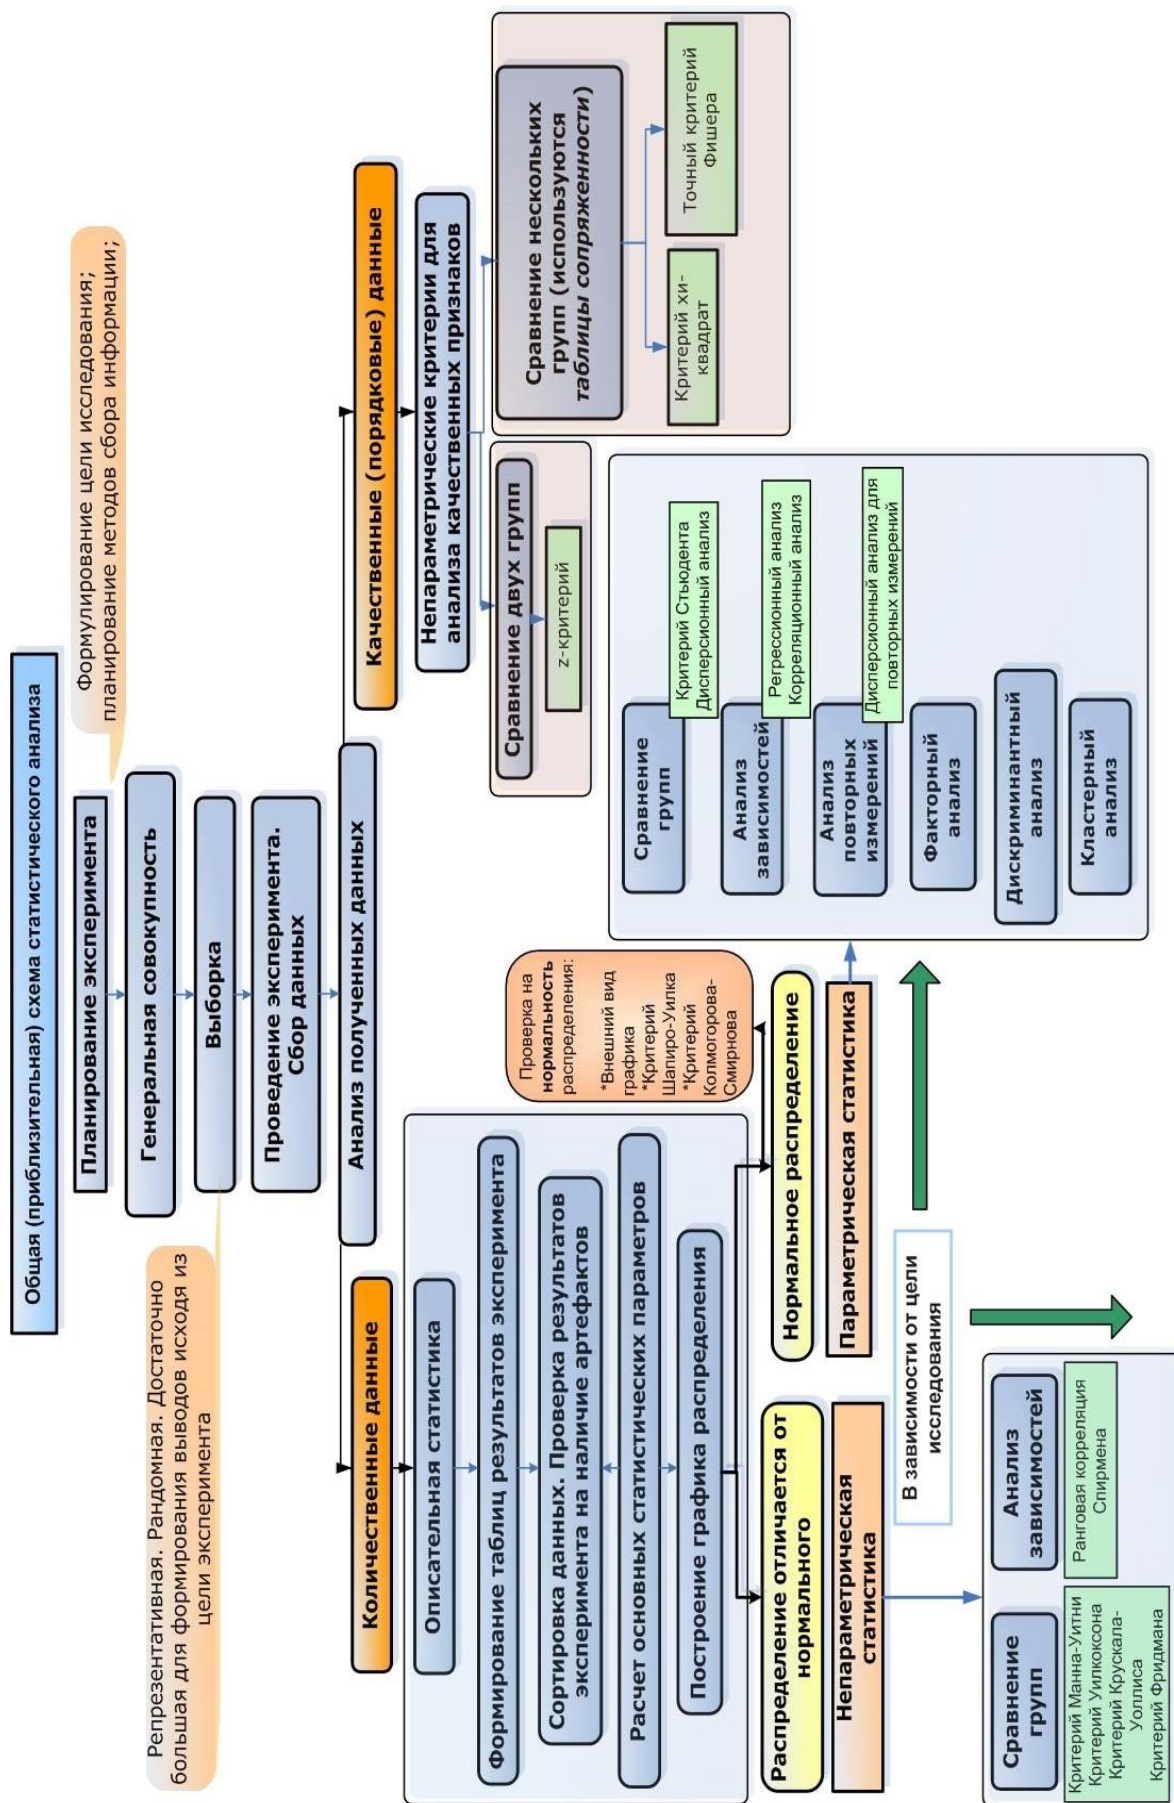 Общая (приблизительная) схема статистического анализа
Планирование эксперимента
Формулирование цели исследования;
планирование методов сбора информации;
Генеральная совокупность
Репрезентативная. Рандомная. Достаточно
большая для формирования выводов исходя из
цели эксперимента
Выборка
Проведение эксперимента.
Сбор данных
Анализ полученных данных
Количественные данные
Описательная статистика
Формирование таблиц результатов эксперимента
Сортировка данных. Проверка результатов
эксперимента на наличие артефактов
Расчет основных статистических параметров
Построение графика распределения
Качественные (порядковые) данные
Непараметрические критерии для
анализа качественных признаков
Сравнение двух групп
z-критерий
Сравнение нескольких
групп (используются
таблицы сопряженности)
Критерий хи-
квадрат
Точный критерий
Фишера
Проверка на
нормальность
распределения:
*Внешний вид
графика
*Критерий
Шапиро-Уилка
*Критерий
Колмогорова-
Смирнова
Распределение отличается от
нормального
Непараметрическая
статистика
Нормальное распределение
Параметрическая статистика
В зависимости от цели
исследования
Сравнение
групп
Критерий Манна-Уитни
Критерий Уилкоксона
Критерий Крускала-
Уоллиса
Критерий Фридмана
Анализ
зависимостей
Ранговая корреляция
Спирмена
Сравнение
групп
Критерий Стьюдента
Дисперсионный анализ
Анализ
зависимостей
Регрессионный анализ
Корреляционный анализ
Анализ
повторных
измерений
Дисперсионный анализ для
повторных измерений
Факторный
анализ
Дискриминантный
анализ
Кластерный
анализ